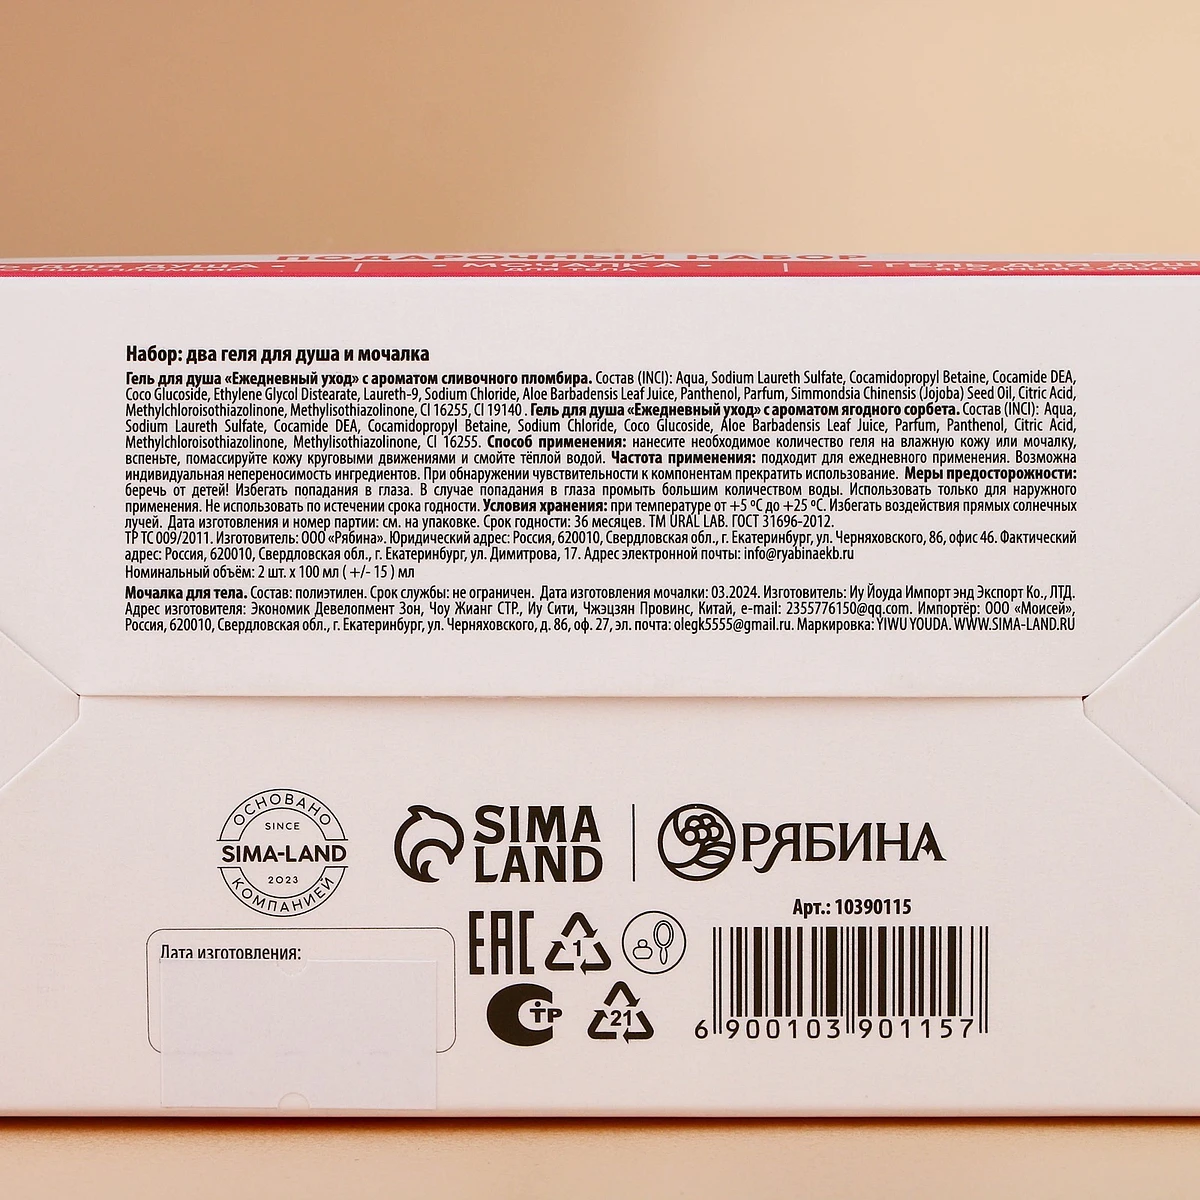 ПОДАРОЧНЫЙ НАБОР
• МОЧАЛКА •
ДЛЯ ТЕЛА
Набор: два геля для душа и мочалка
Гель для душа «Ежедневный уход» с ароматом сливочного пломбира. Состав (INCI): Aqua, Sodium Laureth Sulfate, Cocamidopropyl Betaine, Cocamide DEA,
Coco Glucoside, Ethylene Glycol Distearate, Laureth-9, Sodium Chloride, Aloe Barbadensis Leaf Juice, Panthenol, Parfum, Simmondsia Chinensis (Jojoba) Seed Oil, Citric Acid,
Methylchloroisothiazolinone, Methylisothiazolinone, CI 16255, CI 19140 . Гель для душа «Ежедневный уход» с ароматом ягодного сорбета. Состав (INCI): Aqua,
Sodium Laureth Sulfate, Cocamide DEA, Cocamidopropyl Betaine, Sodium Chloride, Coco Glucoside, Aloe Barbadensis Leaf Juice, Parfum, Panthenol, Citric Acid,
Methylchloroisothiazolinone, Methylisothiazolinone, CI 16255. Способ применения: нанесите необходимое количество геля на влажную кожу или мочалку,
вспеньте, помассируйте кожу круговыми движениями и смойте тёплой водой. Частота применения: подходит для ежедневного применения. Возможна
индивидуальная непереносимость ингредиентов. При обнаружении чувствительности к компонентам прекратить использование. Меры предосторожности:
беречь от детей! Избегать попадания в глаза. В случае попадания в глаза промыть большим количеством воды. Использовать только для наружного
применения. Не использовать по истечении срока годности. Условия хранения: при температуре от +5 °С до +25 °С. Избегать воздействия прямых солнечных
лучей. Дата изготовления и номер партии: см. на упаковке. Срок годности: 36 месяцев. ТМ URAL LAB. ГОСТ 31696-2012.
ТР ТС 009/2011. Изготовитель: ООО «Рябина». Юридический адрес: Россия, 620010, Свердловская обл., г. Екатеринбург, ул. Черняховского, 86, офис 46. Фактический
адрес: Россия, 620010, Свердловская обл., г. Екатеринбург, ул. Димитрова, 17. Адрес электронной почты: info@ryabinaekb.ru
Номинальный объём: 2 шт. х 100 мл ( +/- 15 ) мл
Мочалка для тела. Состав: полиэтилен. Срок службы: не ограничен. Дата изготовления мочалки: 03.2024. Изготовитель: Иу Йоуда Импорт энд Экспорт Ко., ЛТД.
Адрес изготовителя: Экономик Девелопмент Зон, Чоу Жианг СТР., Иу Сити, Чжэцзян Провинс, Китай, e-mail: 2355776150@qq.com. Импортёр: ООО «Моисей»,
Россия, 620010, Свердловская обл., г. Екатеринбург, ул. Черняховского, д. 86, оф. 27, эл. почта: olegk5555@gmail.ru. Маркировка: YIWU YOUDA. WWW.SIMA-LAND.RU
ОСНОВАНО
SINCE
SIMA-LAND
2023
КОМПАНИЕЙ
SIMA
LAND
РЯБИНА
Арт.: 10390115
Дата изготовления:
EAC
1
СТР
21
6 900103 901157